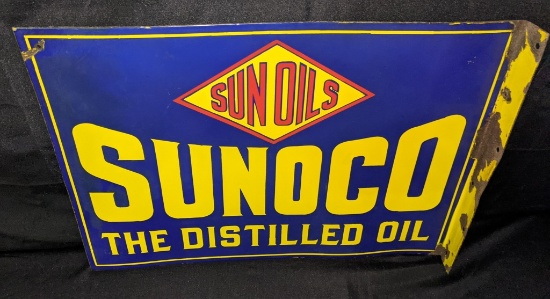 SUN OILS
SUNOCO
THE DISTILLED OIL